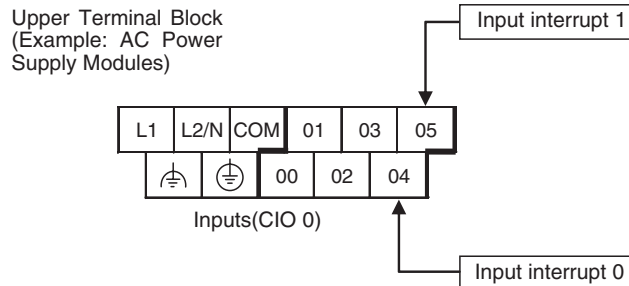 Upper Terminal Block
(Example: AC Power
Supply Modules)
Input interrupt 1
L1 L2/N COM 01 03 05
00 02 04
Inputs(CIO 0)
Input interrupt 0